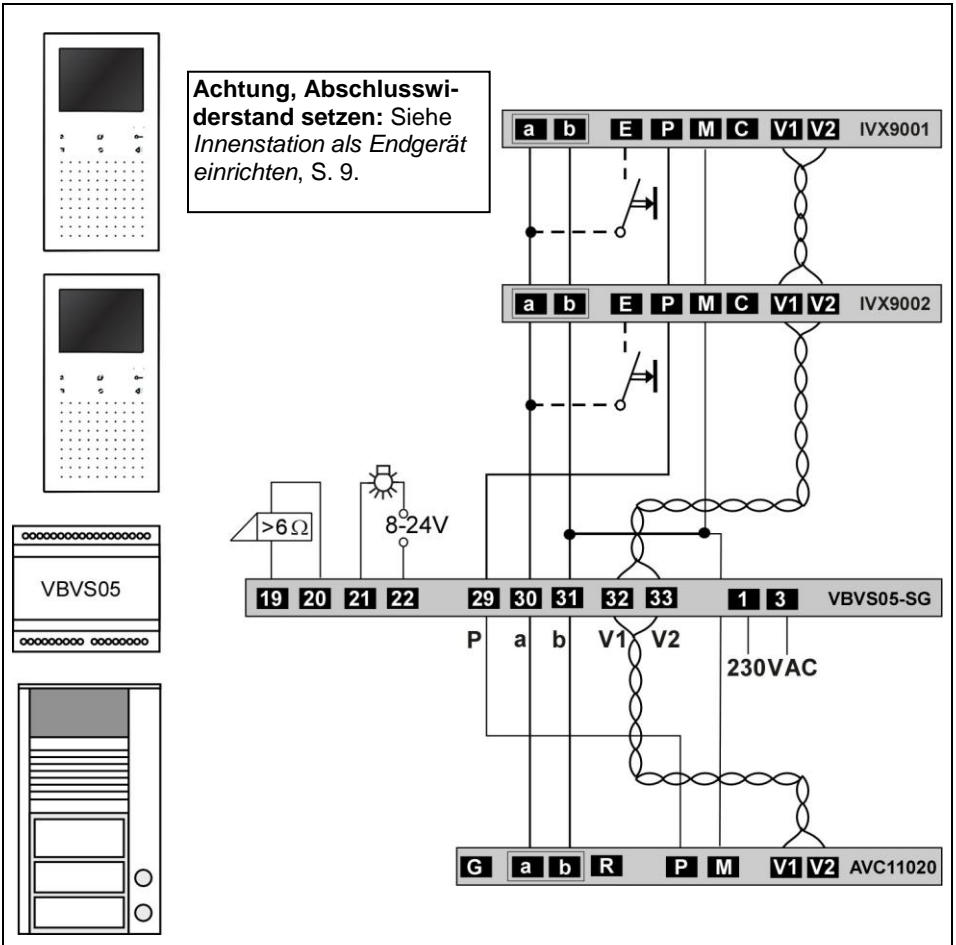 Achtung, Abschlusswi-
derstand setzen: Siehe
Innenstation als Endgerät
einrichten, S. 9.
a b E P M C V1 V2 IVX9001
a b E P M C V1 V2 IVX9002
>6 Ω
8-24V
VBVS05
19 20 21 22 29 30 31 32 33 1 3 VBVS05-SG
P a b V1 V2
230VAC
G a b R P M V1 V2 AVC11020